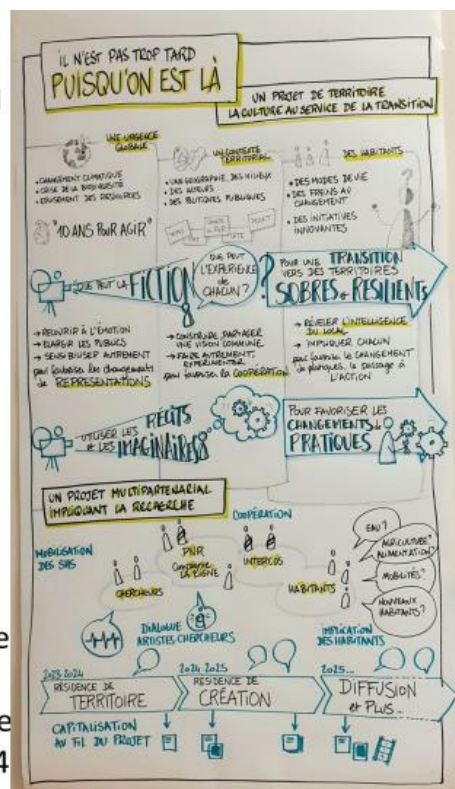 IL N'EST PAS TROP TARD
PUISQU'ON EST LÀ
UN PROJET DE TERRITOIRE
LA CULTURE AU SERVICE DE LA TRANSITION
UNE URGENCE
GLOBALE
• CHANGEMENT CLIMATIQUE
• CRISE DE LA BIODIVERSITÉ
• ÉPUISEMENT DES RESSOURCES
"10 ANS POUR AGIR"
UN CONTEXTE
TERRITORIAL
• UNE GÉOGRAPHIE, DES MILIEUX
• DES ACTEURS
• DES POLITIQUES PUBLIQUES
DES HABITANTS
• DES MODES DE VIE
• DES FREINS AU
CHANGEMENT
• DES INITIATIVES
INNOVANTES
?
QUE PEUT LA FICTION
QUE PEUT
L'EXPÉRIENCE
DE
CHACUN ?
?
POUR UNE TRANSITION
VERS DES TERRITOIRES
SOBRES et RÉSILIENTS
→ RECOURIR À L'ÉMOTION
→ ÉLARGIR LES PUBLICS
→ SENSIBILISER AUTREMENT
pour favoriser les changements
de REPRÉSENTATIONS
→ CONSTRUIRE, PARTAGER
UNE VISION COMMUNE
→ FAIRE AUTREMENT,
EXPÉRIMENTER
pour favoriser la COOPÉRATION
→ RÉVÉLER L'INTELLIGENCE
DU LOCAL
→ IMPLIQUER CHACUN
pour favoriser le CHANGEMENT
de pratiques, le passage à
L'ACTION
UTILISER LES RÉCITS
et LES IMAGINAIRES
POUR FAVORISER LES
CHANGEMENTS de
PRATIQUES
UN PROJET MULTIPARTENARIAL
IMPLIQUANT LA RECHERCHE
MOBILISATION
DES SHS
CHERCHEURS
PNR
COMPAGNIE
LA LIGNE
COOPÉRATION
INTERCOS
HABITANTS
EAU ?
AGRICULTURE ?
ALIMENTATION ?
MOBILITÉS ?
NOUVEAUX
HABITANTS ?
DIALOGUE
ARTISTES CHERCHEURS
IMPLICATION
DES HABITANTS
2023 2024
RÉSIDENCE DE
TERRITOIRE
2024 2025
RÉSIDENCE DE
CRÉATION
2025...
DIFFUSION
et PLUS...
CAPITALISATION
AU FIL DU PROJET
e
e
4